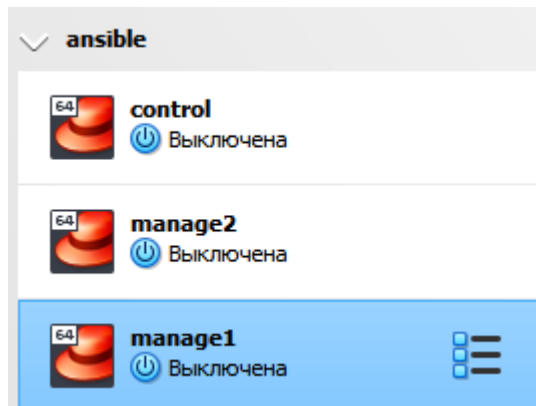 ansible
64
control
Выключена
64
manage2
Выключена
64
manage1
Выключена